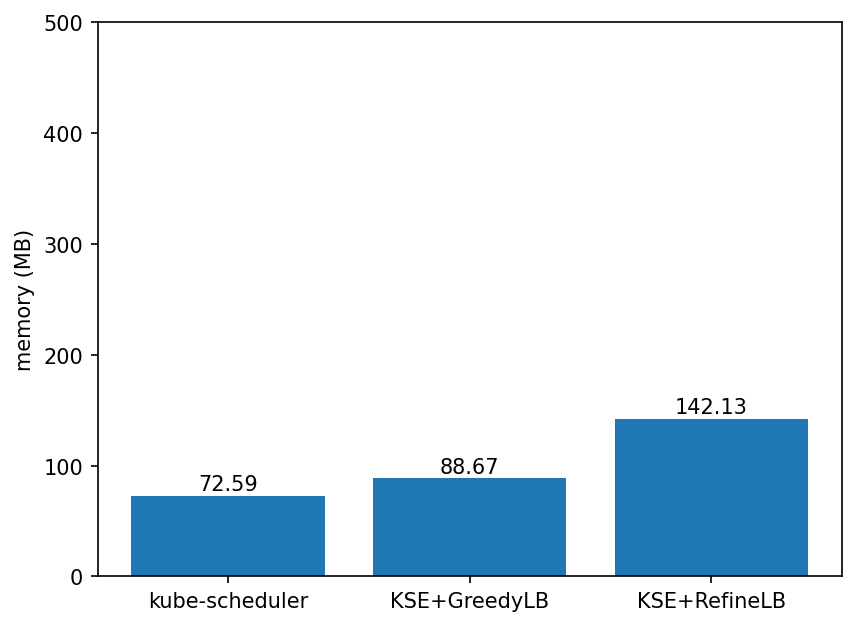 500
400
300
200
100
0
memory (MB)
72.59
88.67
142.13
kube-scheduler
KSE+GreedyLB
KSE+RefineLB